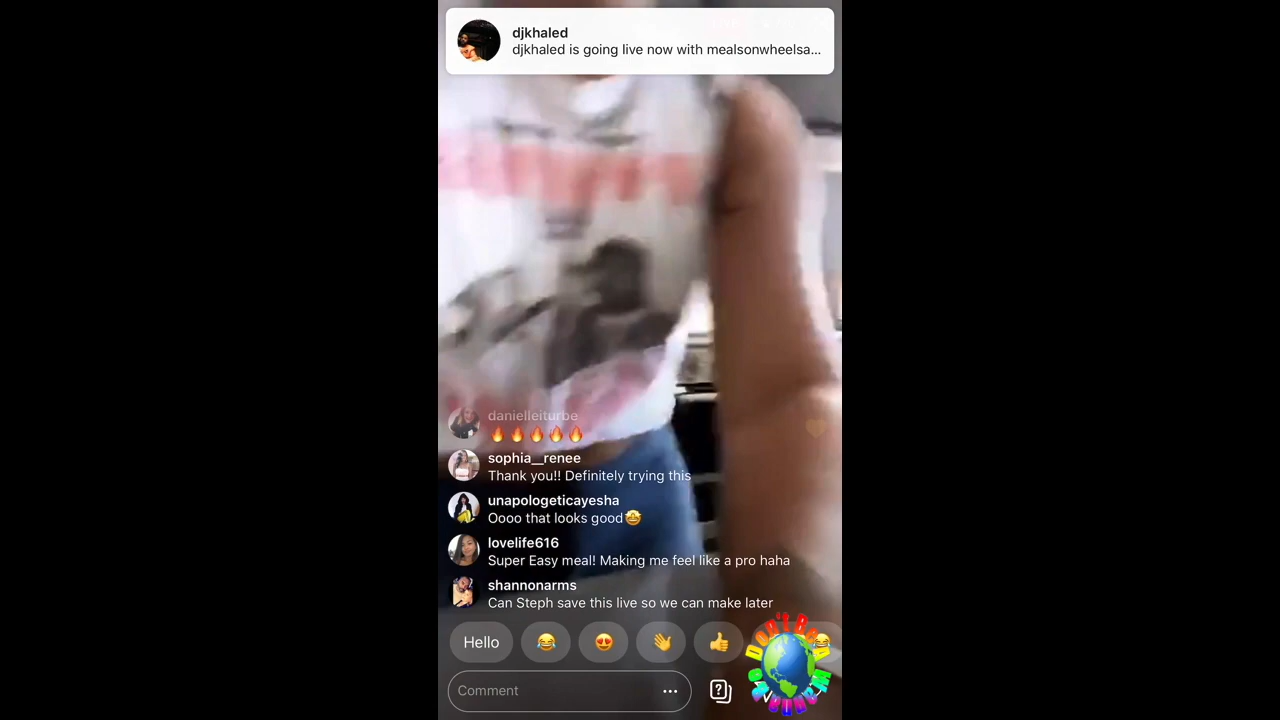 djkhaled
djkhaled is going live now with mealsonwheelsa...
danielleiturbe
🔥🔥🔥🔥🔥
sophia__renee
Thank you!! Definitely trying this
unapologeticayesha
Oooo that looks good🤩
lovelife616
Super Easy meal! Making me feel like a pro haha
shannonarms
Can Steph save this live so we can make later
Hello 😂 😍 👋 👍 😂
Comment